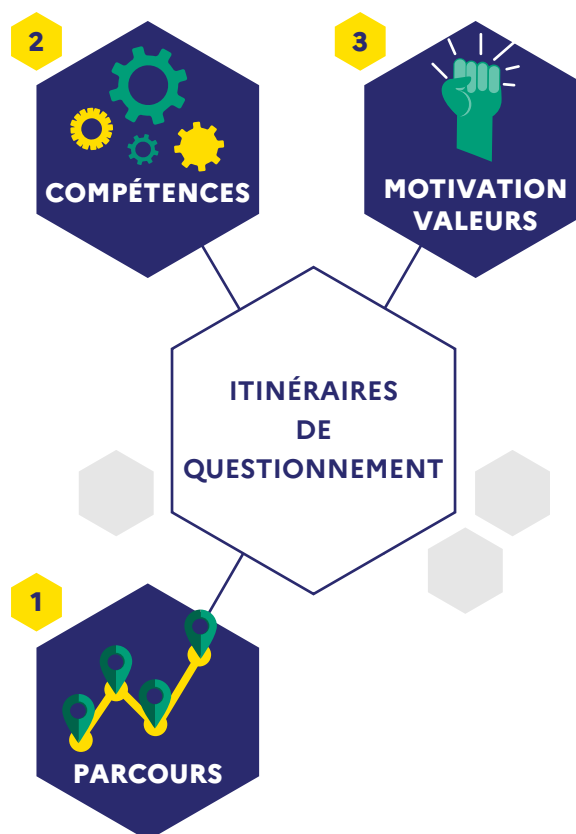 2
COMPÉTENCES
3
MOTIVATION
VALEURS
ITINÉRAIRES
DE
QUESTIONNEMENT
1
PARCOURS